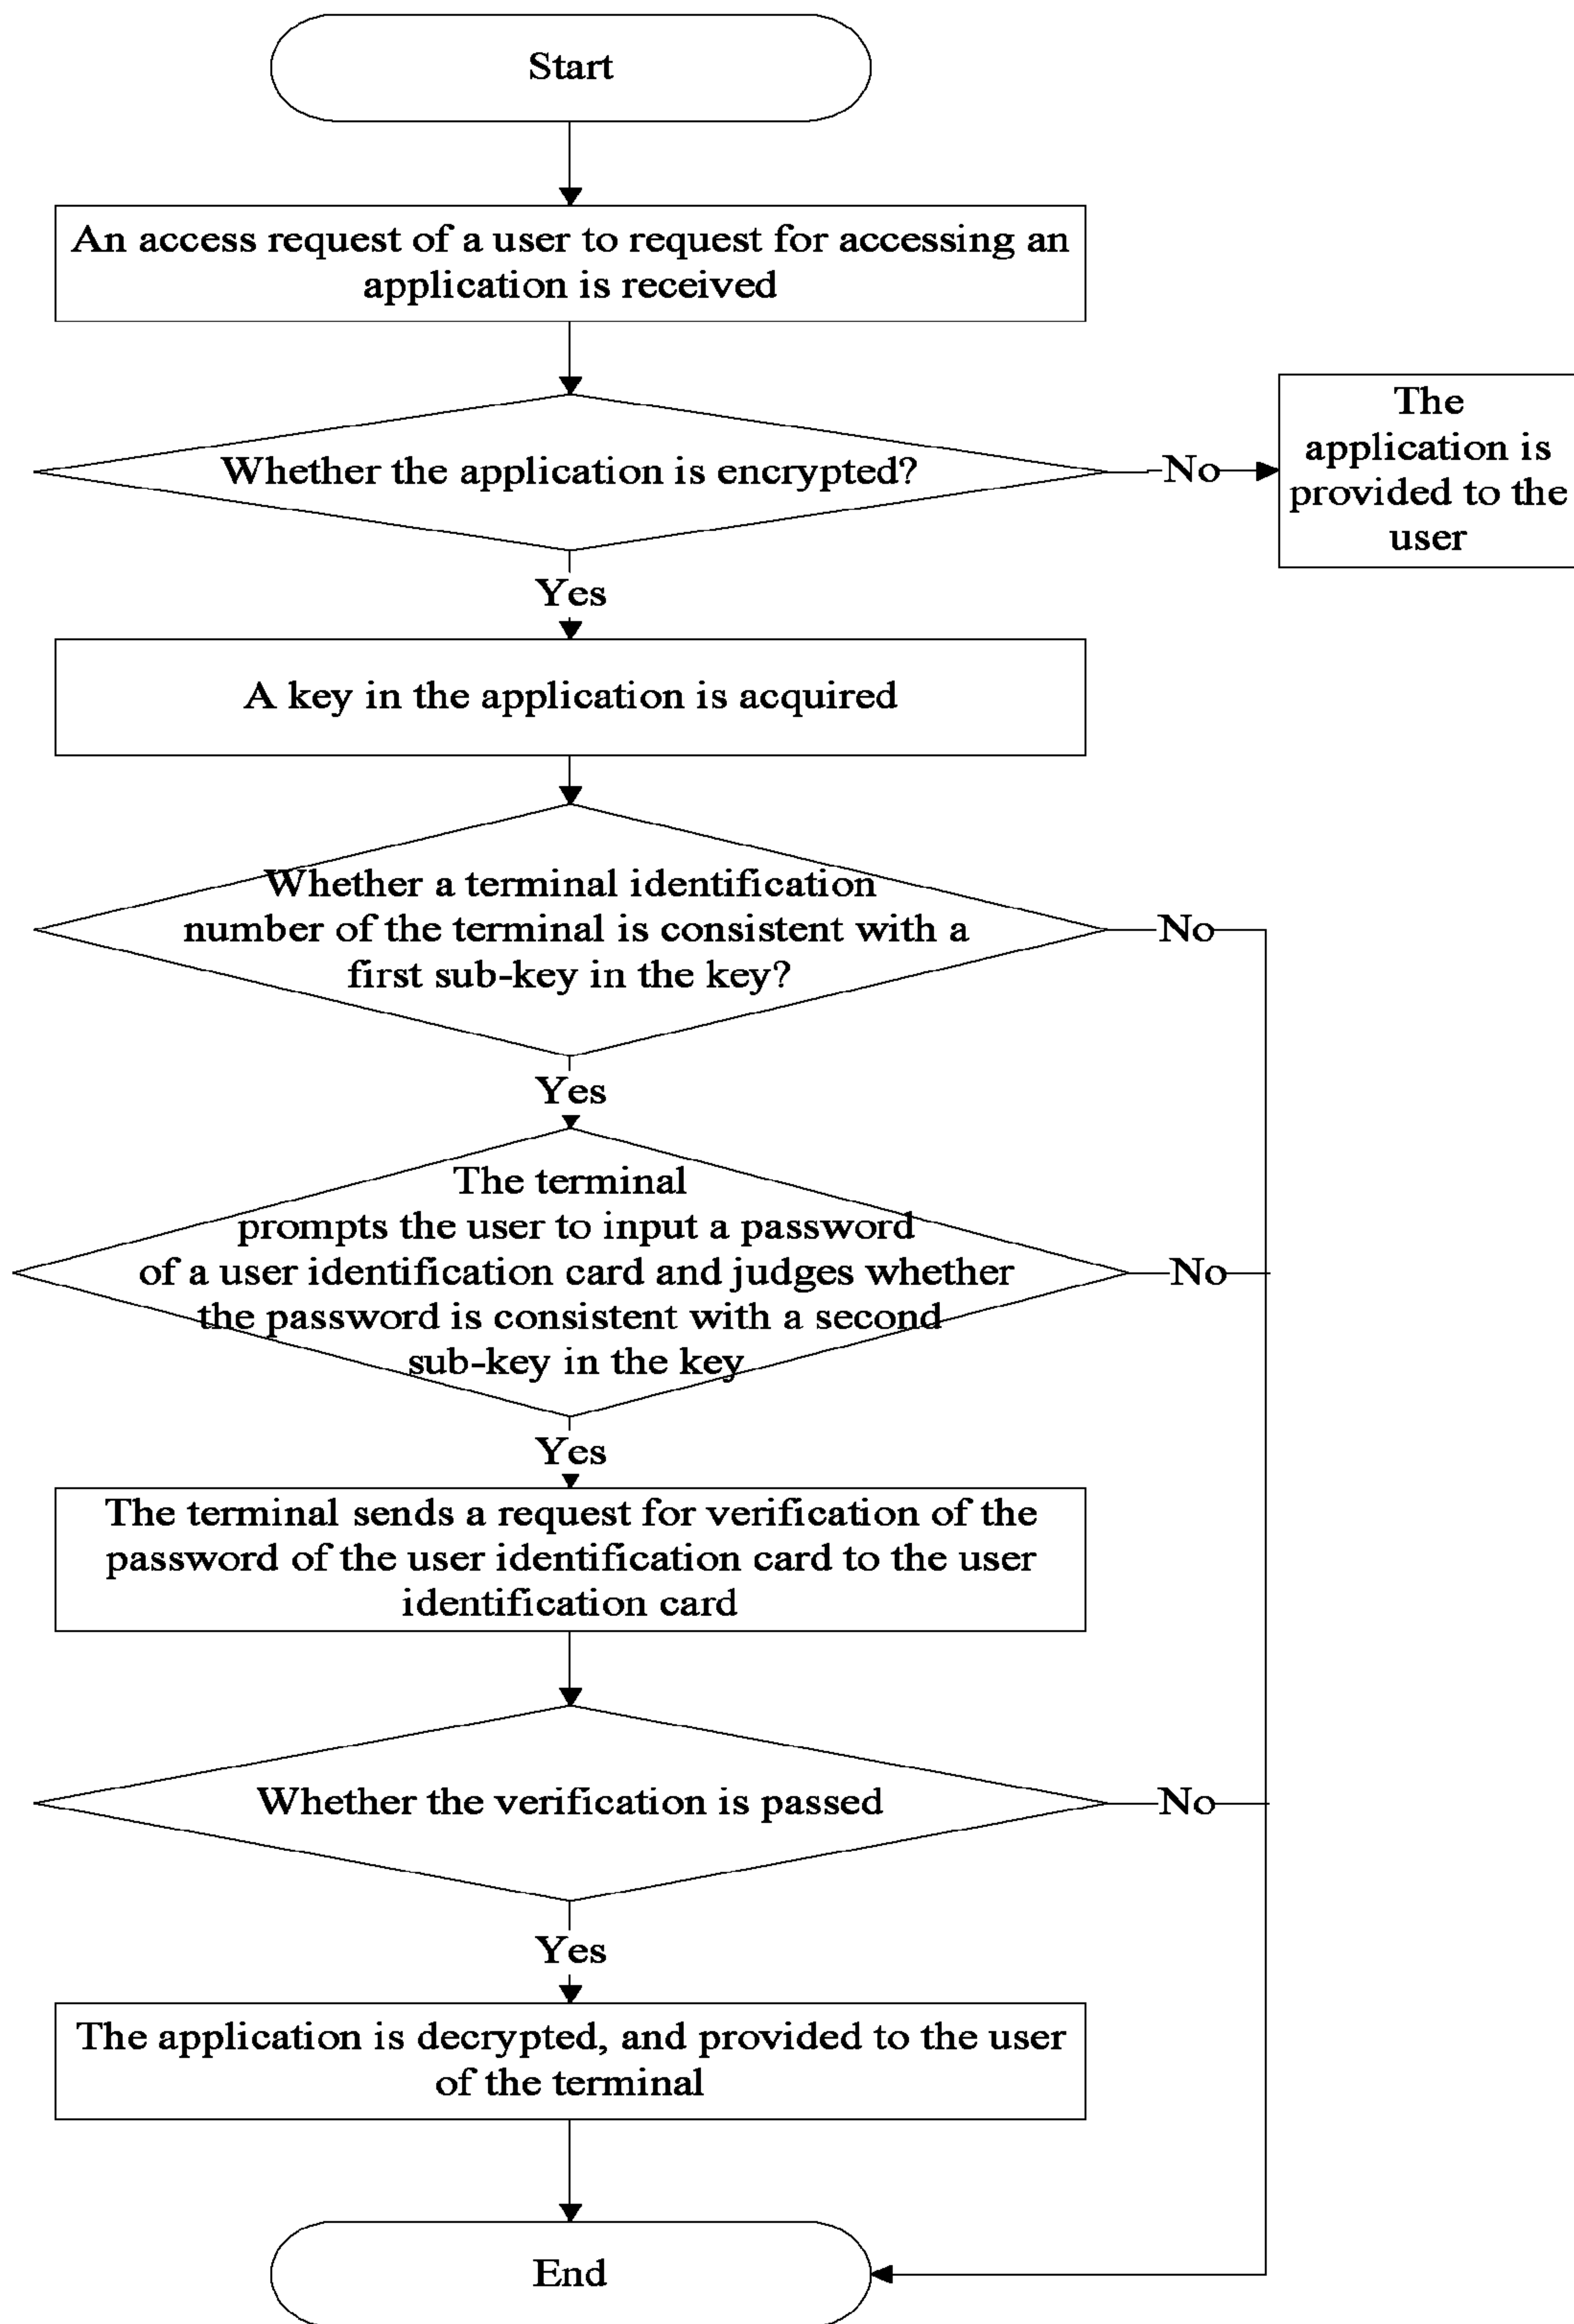 Start
An access request of a user to request for accessing an
application is received
Whether the application is encrypted?
No
The
application is
provided to the
user
Yes
A key in the application is acquired
Whether a terminal identification
number of the terminal is consistent with a
first sub-key in the key?
No
Yes
The terminal
prompts the user to input a password
of a user identification card and judges whether
the password is consistent with a second
sub-key in the key
No
Yes
The terminal sends a request for verification of the
password of the user identification card to the user
identification card
Whether the verification is passed
No
Yes
The application is decrypted, and provided to the user
of the terminal
End